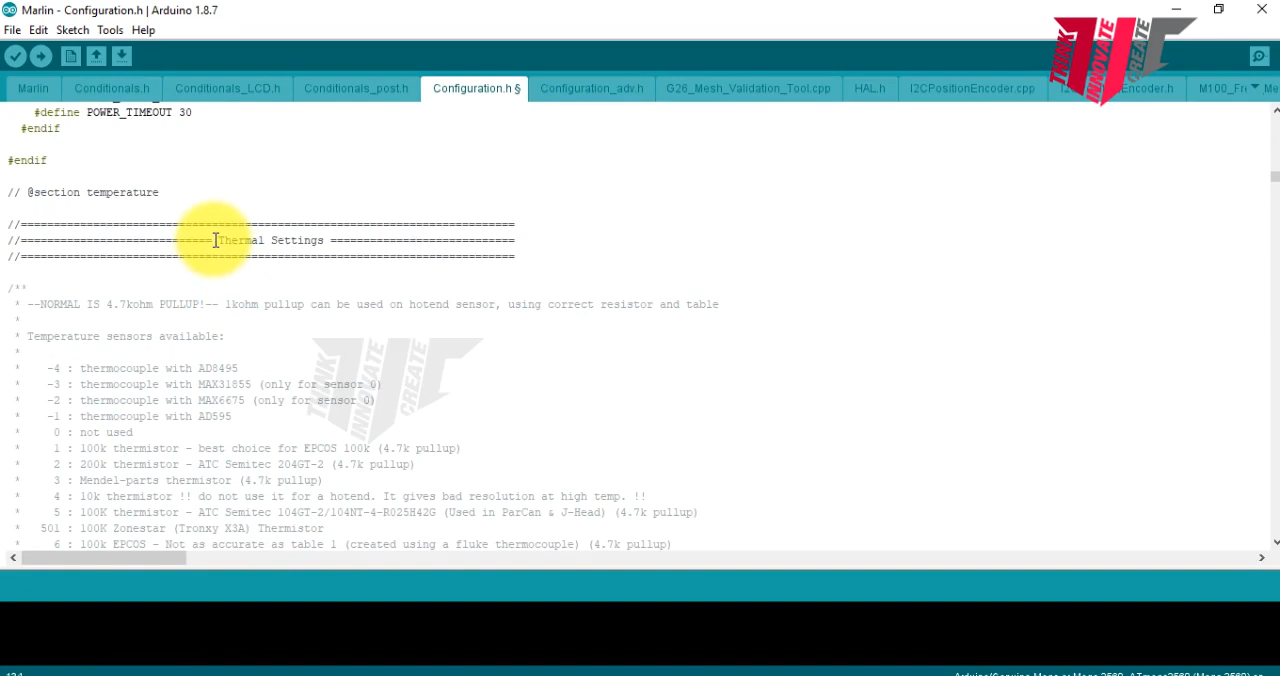 Marlin - Configuration.h | Arduino 1.8.7
File Edit Sketch Tools Help
THINK INNOVATE CREATE
Marlin Conditionals.h Conditionals_LCD.h Conditionals_post.h Configuration.h § Configuration_adv.h G26_Mesh_Validation_Tool.cpp HAL.h I2CPositionEncoder.cpp Encoder.h
#define POWER_TIMEOUT 30
#endif
#endif
// @section temperature
//===========================================================================
//============================= Thermal Settings ============================
//===========================================================================
/**
* --NORMAL IS 4.7kohm PULLUP!-- 1kohm pullup can be used on hotend sensor, using correct resistor and table
*
* Temperature sensors available:
*
* -4 : thermocouple with AD8495
* -3 : thermocouple with MAX31855 (only for sensor 0)
* -2 : thermocouple with MAX6675 (only for sensor 0)
* -1 : thermocouple with AD595
* 0 : not used
* 1 : 100k thermistor - best choice for EPCOS 100k (4.7k pullup)
* 2 : 200k thermistor - ATC Semitec 204GT-2 (4.7k pullup)
* 3 : Mendel-parts thermistor (4.7k pullup)
* 4 : 10k thermistor !! do not use it for a hotend. It gives bad resolution at high temp. !!
* 5 : 100K thermistor - ATC Semitec 104GT-2/104NT-4-R025H42G (Used in ParCan & J-Head) (4.7k pullup)
* 501 : 100K Zonestar (Tronxy X3A) Thermistor
* 6 : 100k EPCOS - Not as accurate as table 1 (created using a fluke thermocouple) (4.7k pullup)
THINK INNOVATE CREATE